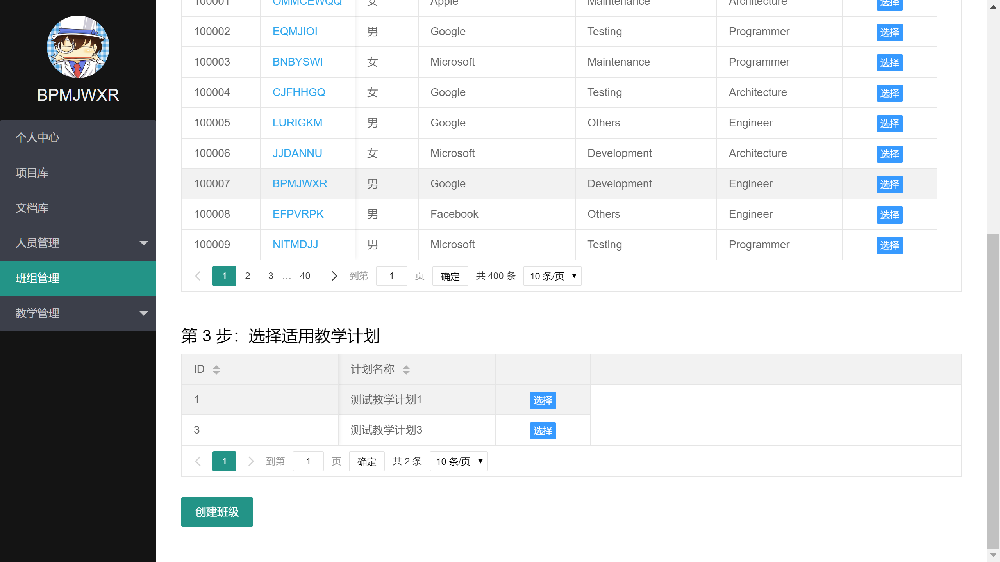 BPMJWXR
个人中心
项目库
文档库
人员管理
班组管理
教学管理
100001 OMMCEWQQ 女 Apple Maintenance Architecture 选择
100002 EQMJIOI 男 Google Testing Programmer 选择
100003 BNBYSWI 女 Microsoft Maintenance Programmer 选择
100004 CJFHHGQ 女 Google Testing Architecture 选择
100005 LURIGKM 男 Google Others Engineer 选择
100006 JJDANNU 女 Microsoft Development Architecture 选择
100007 BPMJWXR 男 Google Development Engineer 选择
100008 EFPVRPK 男 Facebook Others Engineer 选择
100009 NITMDJJ 男 Microsoft Testing Programmer 选择
1 2 3 … 40 到第 1 页 确定 共 400 条 10 条/页
第 3 步：选择适用教学计划
ID 计划名称
1 测试教学计划1 选择
3 测试教学计划3 选择
1 到第 1 页 确定 共 2 条 10 条/页
创建班级